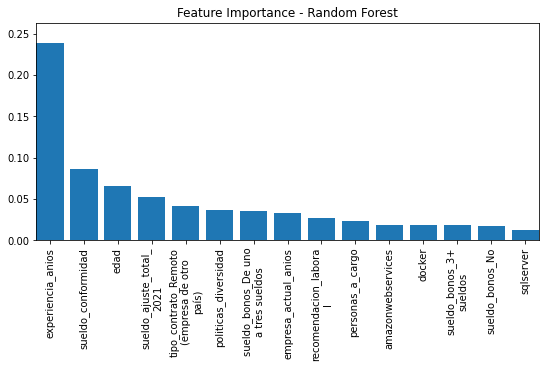 Feature Importance - Random Forest
0.25
0.20
0.15
0.10
0.05
0.00
experiencia_anios
sueldo_conformidad
edad
sueldo_ajuste_total_
2021
tipo_contrato_Remoto
(empresa de otro
país)
politicas_diversidad
sueldo_bonos_De uno
a tres sueldos
empresa_actual_anios
recomendacion_labora
l
personas_a_cargo
amazonwebservices
docker
sueldo_bonos_3+
sueldos
sueldo_bonos_No
sqlserver